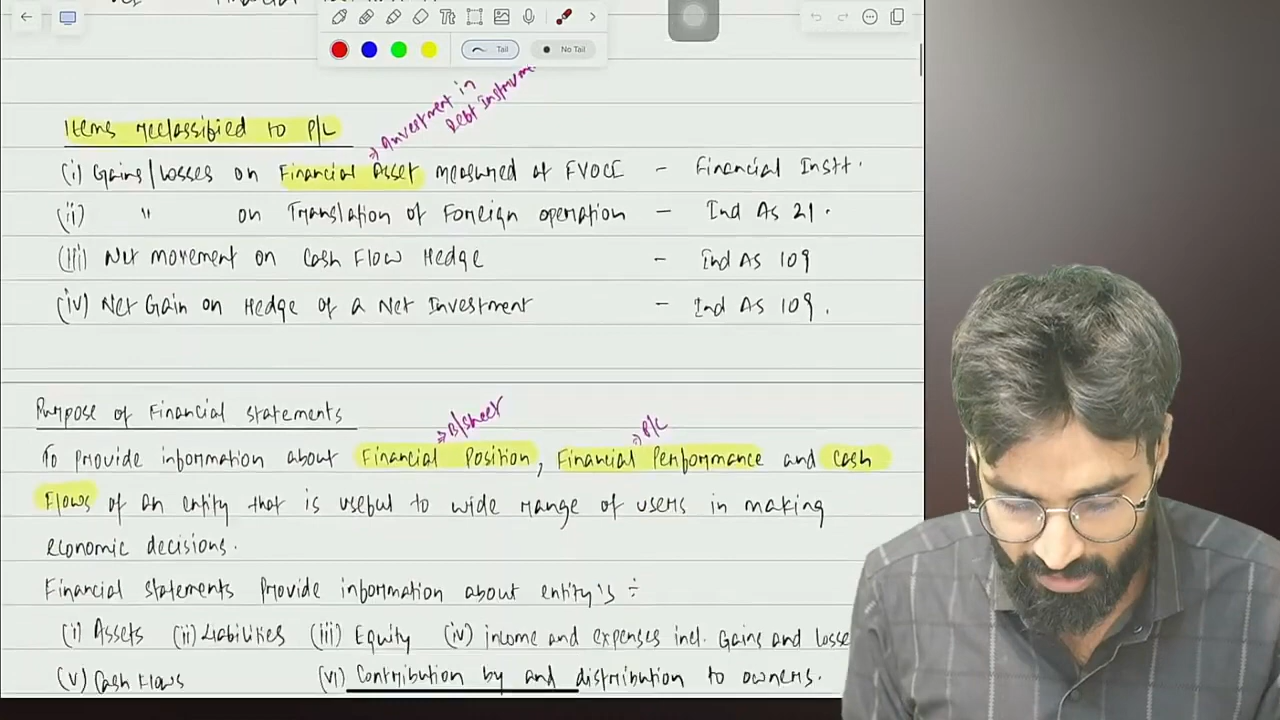 Tt
Tail
No Tail
Investment in
Debt Instrume
Items reclassified to P/L
(i) Gains/Losses on Financial Asset measured at FVOCI - Financial Instt.
(ii) " on Translation of Foreign operation - Ind As 21.
(iii) Net movement on Cash Flow Hedge - Ind AS 109
(iv) Net Gain on Hedge of a Net Investment - Ind AS 109.
Purpose of Financial statements
B/Sheet
P/L
To provide information about Financial Position, Financial Performance and Cash
Flows of an entity that is useful to wide range of users in making
economic decisions.
Financial statements Provide information about entity's ÷
(i) Assets (ii) Liabilities (iii) Equity (iv) income and expenses incl. Gains and losse
(v) Cash Flows (vi) Contribution by and distribution to owners.